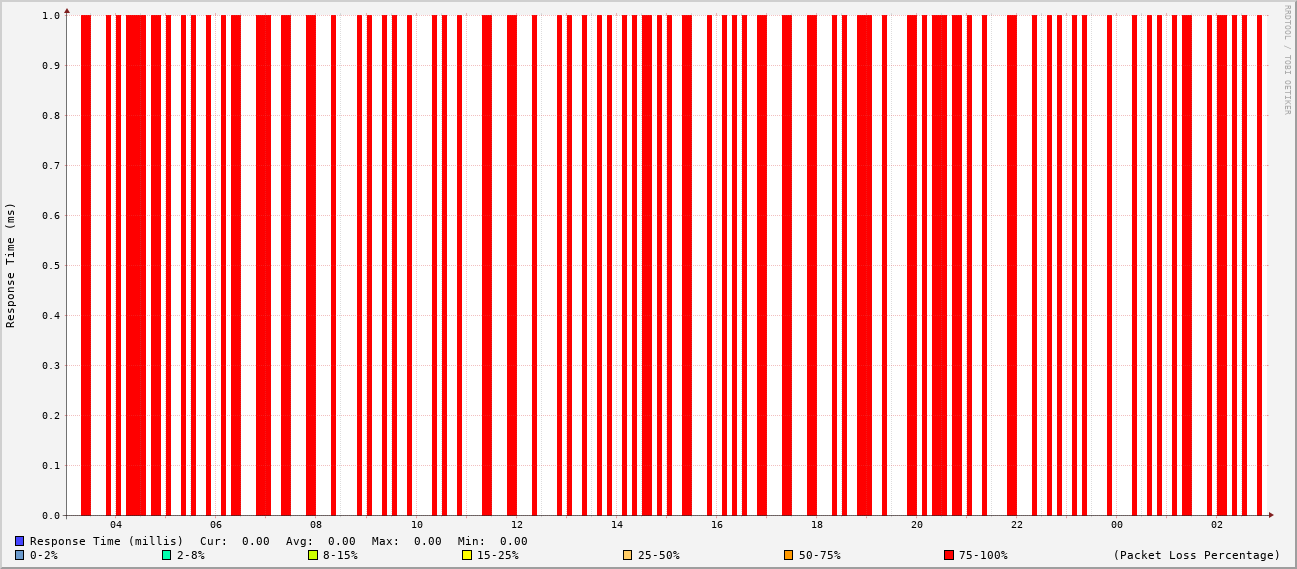 RRDTOOL / TOBI OETIKER
Response Time (ms)
1.0
0.9
0.8
0.7
0.6
0.5
0.4
0.3
0.2
0.1
0.0
04 06 08 10 12 14 16 18 20 22 00 02
Response Time (millis) Cur: 0.00 Avg: 0.00 Max: 0.00 Min: 0.00
0-2% 2-8% 8-15% 15-25% 25-50% 50-75% 75-100% (Packet Loss Percentage)